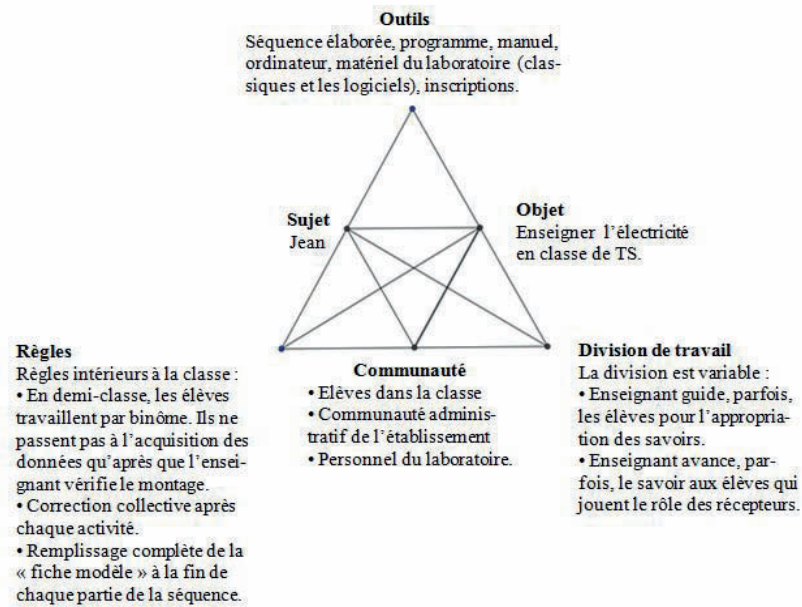 Outils
Séquence élaborée, programme, manuel,
ordinateur, matériel du laboratoire (clas-
siques et les logiciels), inscriptions.
Sujet
Jean
Objet
Enseigner l’électricité
en classe de TS.
Règles
Règles intérieurs à la classe :
• En demi-classe, les élèves
travaillent par binôme. Ils ne
passent pas à l’acquisition des
données qu’après que l’ensei-
gnant vérifie le montage.
• Correction collective après
chaque activité.
• Remplissage complète de la
« fiche modèle » à la fin de
chaque partie de la séquence.
Communauté
• Elèves dans la classe
• Communauté adminis-
tratif de l’établissement
• Personnel du laboratoire.
Division de travail
La division est variable :
• Enseignant guide, parfois,
les élèves pour l’appropria-
tion des savoirs.
• Enseignant avance, par-
fois, le savoir aux élèves qui
jouent le rôle des récepteurs.